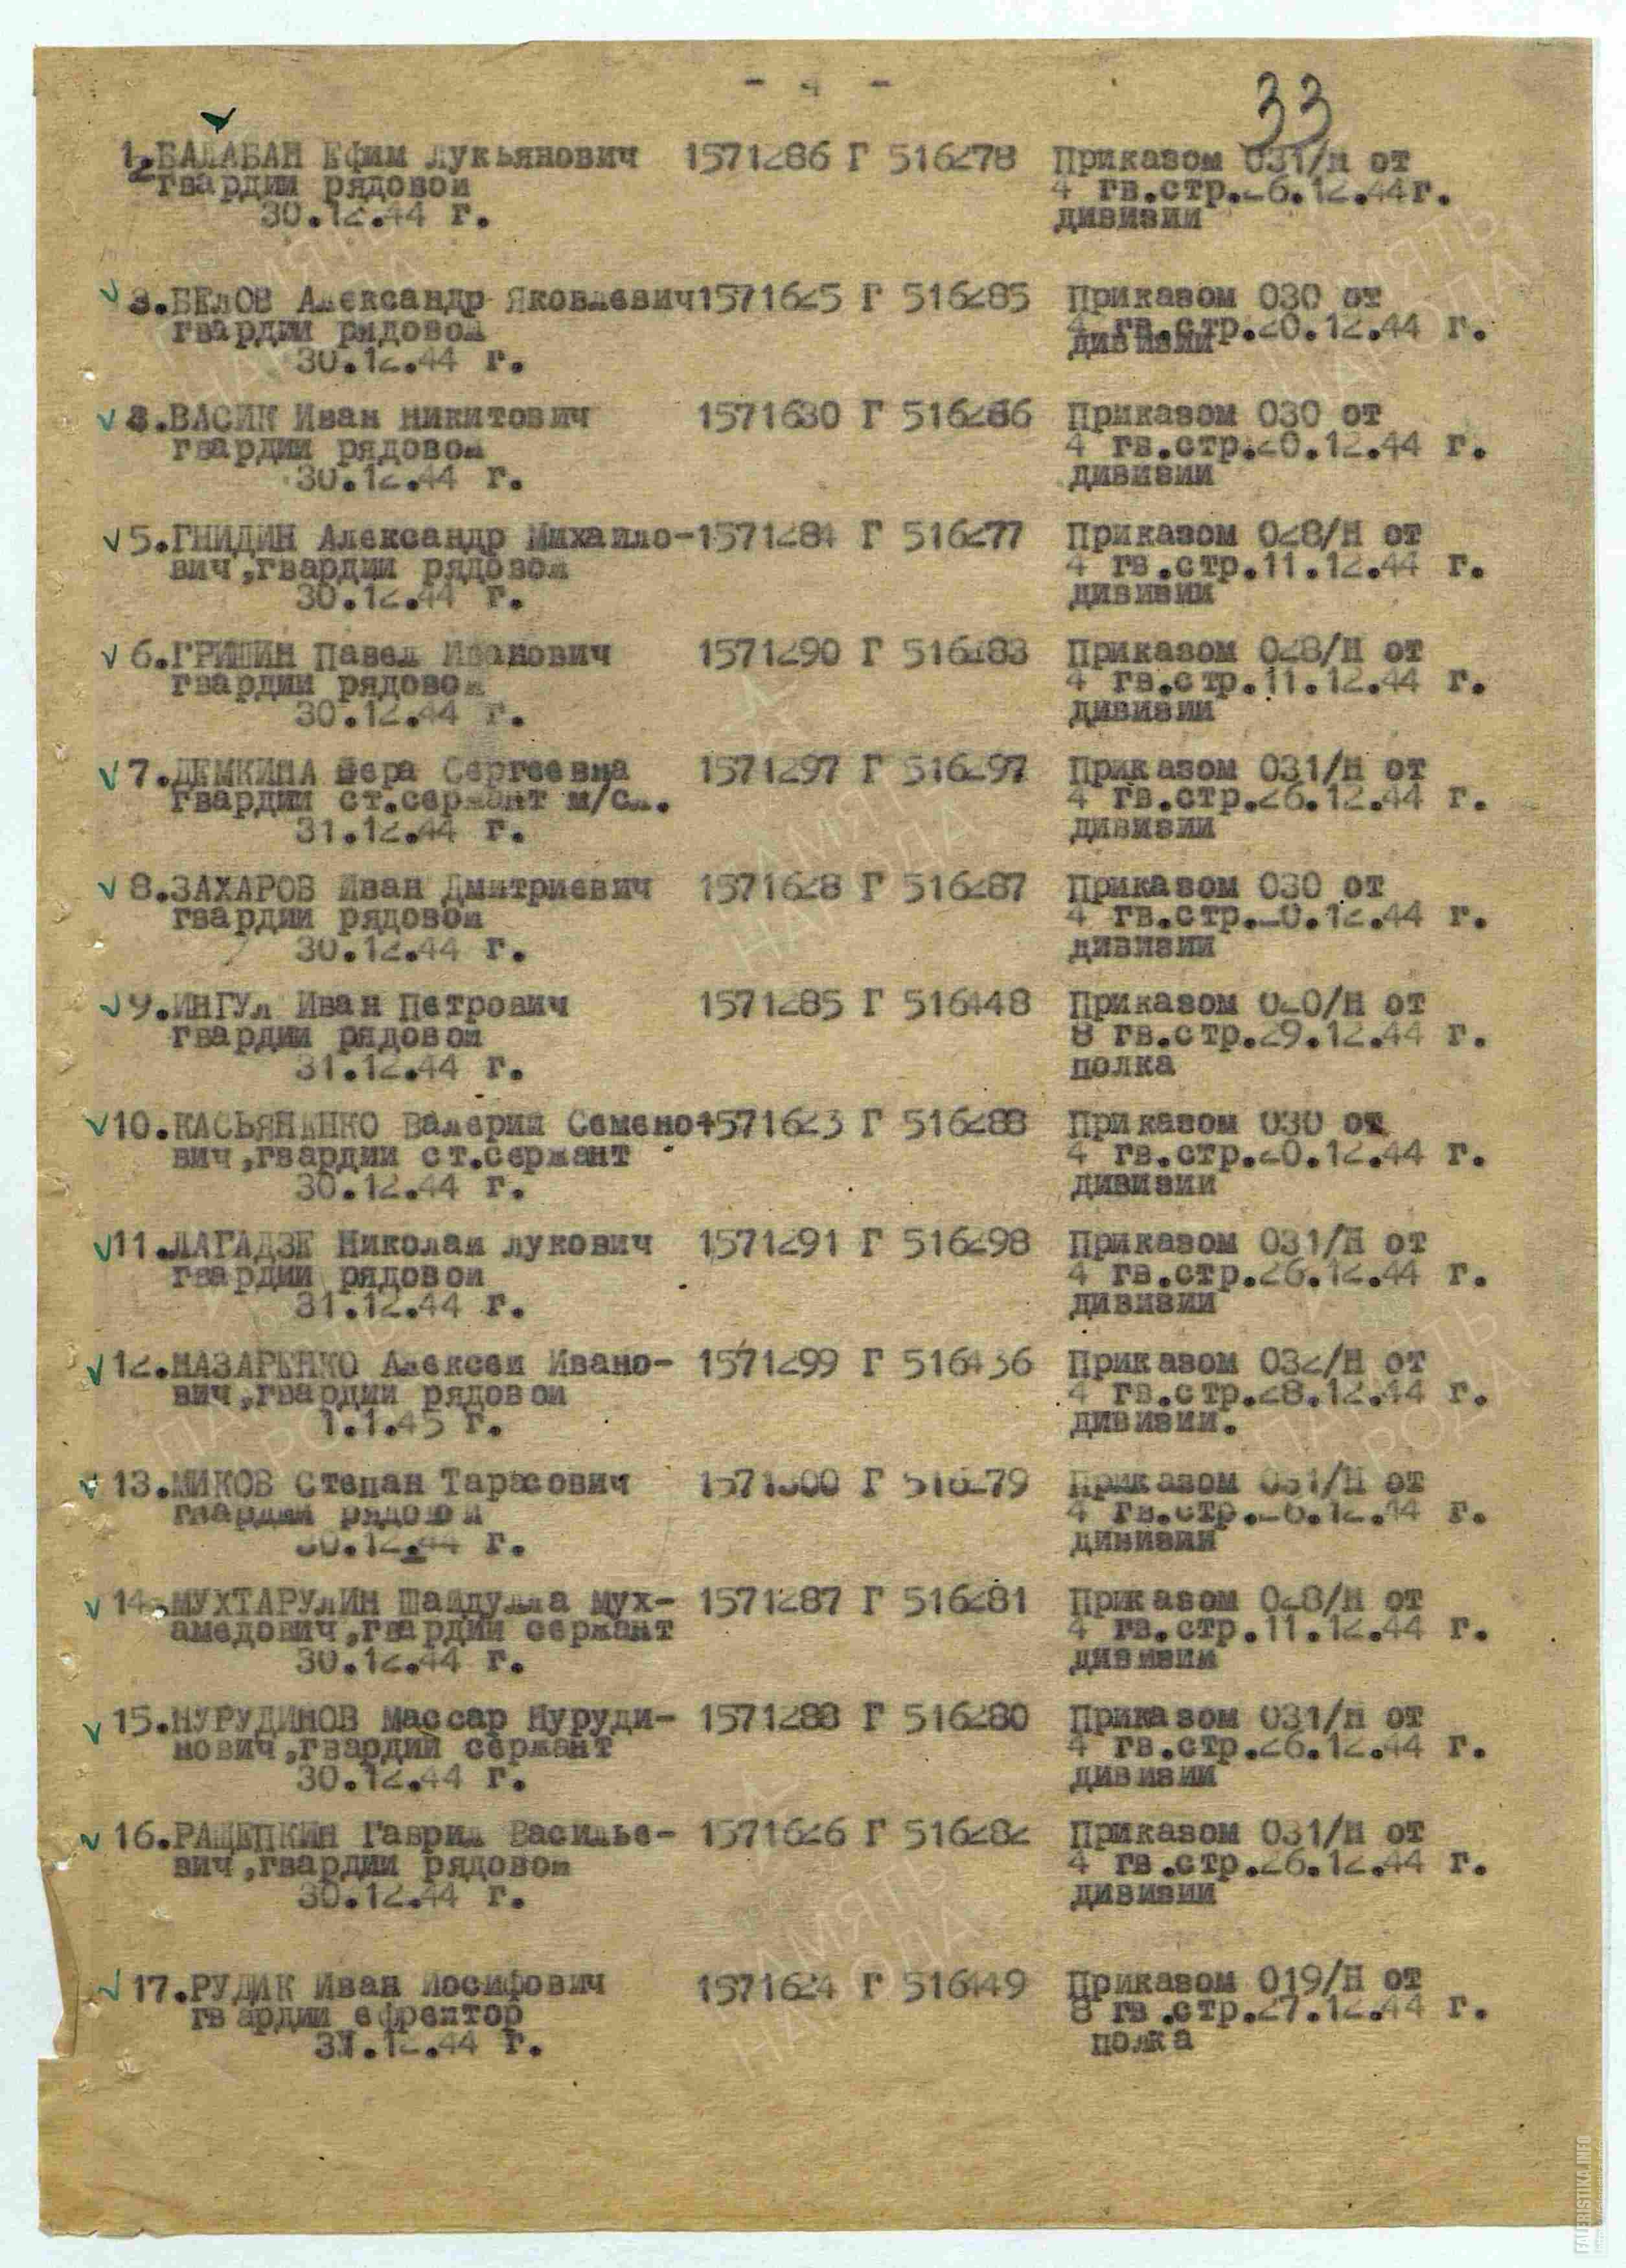 - 4 -
33
1.БАЛАБАН Ефим Лукьянович 1571286 Г 516278 Приказом 031/н от
гвардии рядовой 4 гв.стр.26.12.44г.
30.12.44 г. дивизии
3.БЕЛОВ Александр Яковлевич 1571625 Г 516285 Приказом 030 от
гвардии рядовой 4 гв.стр.20.12.44 г.
30.12.44 г. дивизии
ВАСИК Иван Никитович 1571630 Г 516286 Приказом 030 от
гвардии рядовой 4 гв.стр.20.12.44 г.
30.12.44 г. дивизии
5.ГНИДИН Александр Михайло- 1571284 Г 516277 Приказом 028/Н от
вич,гвардии рядовой 4 гв.стр.11.12.44 г.
30.12.44 г. дивизии
6.ГРИШИН Павел Иванович 1571290 Г 516283 Приказом 028/Н от
гвардии рядовой 4 гв.стр.11.12.44 г.
30.12.44 г. дивизии
7.ДЕМКИНА Вера Сергеевна 1571297 Г 516297 Приказом 031/Н от
гвардии ст.сержант м/сл. 4 гв.стр.26.12.44 г.
31.12.44 г. дивизии
8.ЗАХАРОВ Иван Дмитриевич 1571628 Г 516287 Приказом 030 от
гвардии рядовой 4 гв.стр.20.12.44 г.
30.12.44 г. дивизии
9.ИНГУЛ Иван Петрович 1571285 Г 516448 Приказом 020/Н от
гвардии рядовой 8 гв.стр.29.12.44 г.
31.12.44 г. полка
10.КАСЬЯНЕНКО Валерий Семено-1571623 Г 516288 Приказом 030 от
вич,гвардии ст.сержант 4 гв.стр.20.12.44 г.
30.12.44 г. дивизии
11.ЛАГАДЗЕ Николай Лукович 1571291 Г 516298 Приказом 031/Н от
гвардии рядовой 4 гв.стр.26.12.44 г.
31.12.44 г. дивизии
12.НАЗАРЕНКО Алексей Ивано- 1571299 Г 516436 Приказом 032/Н от
вич,гвардии рядовой 4 гв.стр.28.12.44 г.
1.1.45 г. дивизии.
13.МИКОВ Степан Тарасович 1571300 Г 516279 Приказом 031/Н от
гвардии рядовой 4 гв.стр.26.12.44 г.
30.12.44 г. дивизии
14.МУХТАРУЛИН Шайдулла Мух- 1571287 Г 516281 Приказом 028/Н от
амедович,гвардии сержант 4 гв.стр.11.12.44 г.
30.12.44 г. дивизии
15.НУРУДИНОВ Массар Нуруди- 1571288 Г 516280 Приказом 031/н от
нович,гвардии сержант 4 гв.стр.26.12.44 г.
30.12.44 г. дивизии
16.РАЩЕПКИН Гаврил Василье- 1571626 Г 516282 Приказом 031/Н от
вич,гвардии рядовой 4 гв.стр.26.12.44 г.
30.12.44 г. дивизии
17.РУДИК Иван Иосифович 1571624 Г 516449 Приказом 019/Н от
гвардии ефрейтор 8 гв.стр.27.12.44 г.
31.12.44 г. полка
ПАМЯТЬ НАРОДА
FALERISTIKA.INFO